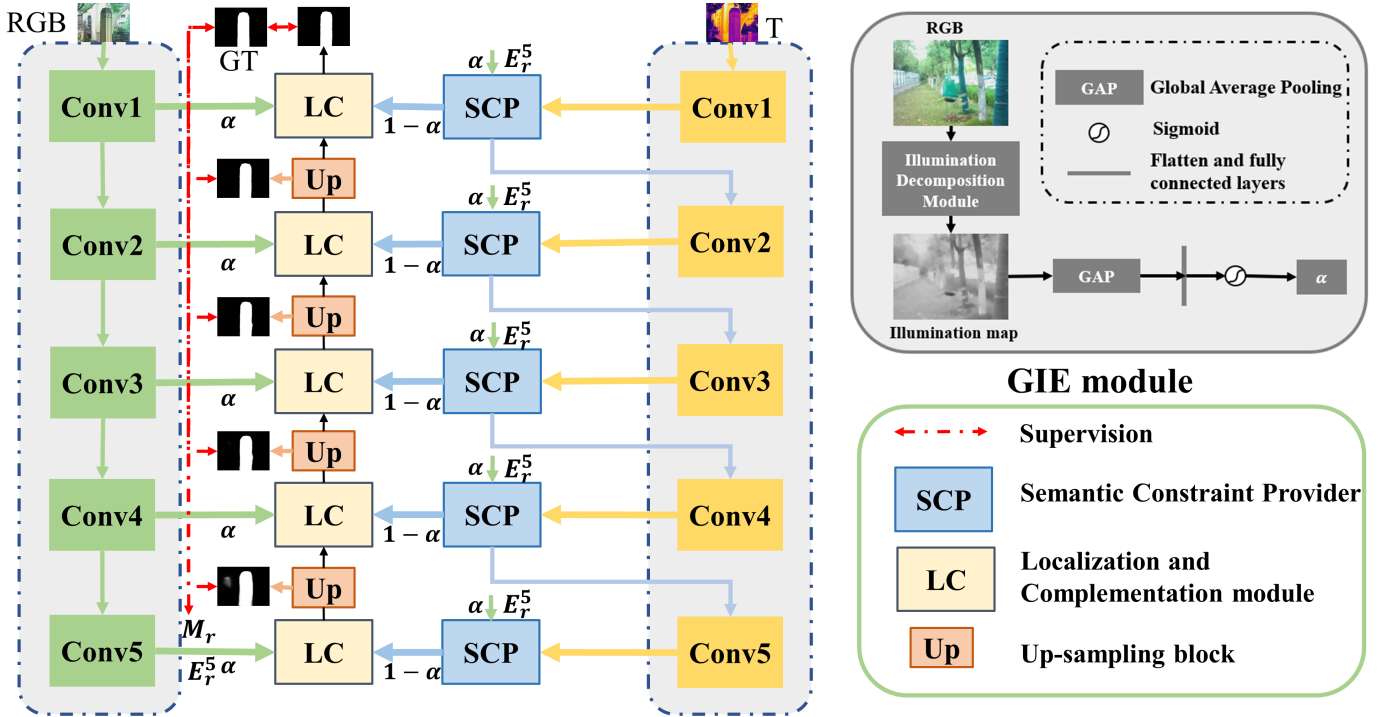 RGB
GT
T
Conv1
α
LC
1 − α
SCP
α E_r^5
Conv1
Up
Conv2
α
LC
1 − α
SCP
α E_r^5
Conv2
Up
Conv3
α
LC
1 − α
SCP
α E_r^5
Conv3
Up
Conv4
α
LC
1 − α
SCP
α E_r^5
Conv4
Up
M_r
Conv5
E_r^5 α
LC
1 − α
SCP
α E_r^5
Conv5
RGB
Illumination
Decomposition
Module
Illumination map
GAP
α
GAP
Global Average Pooling
Sigmoid
Flatten and fully
connected layers
GIE module
Supervision
SCP
Semantic Constraint Provider
LC
Localization and
Complementation module
Up
Up-sampling block